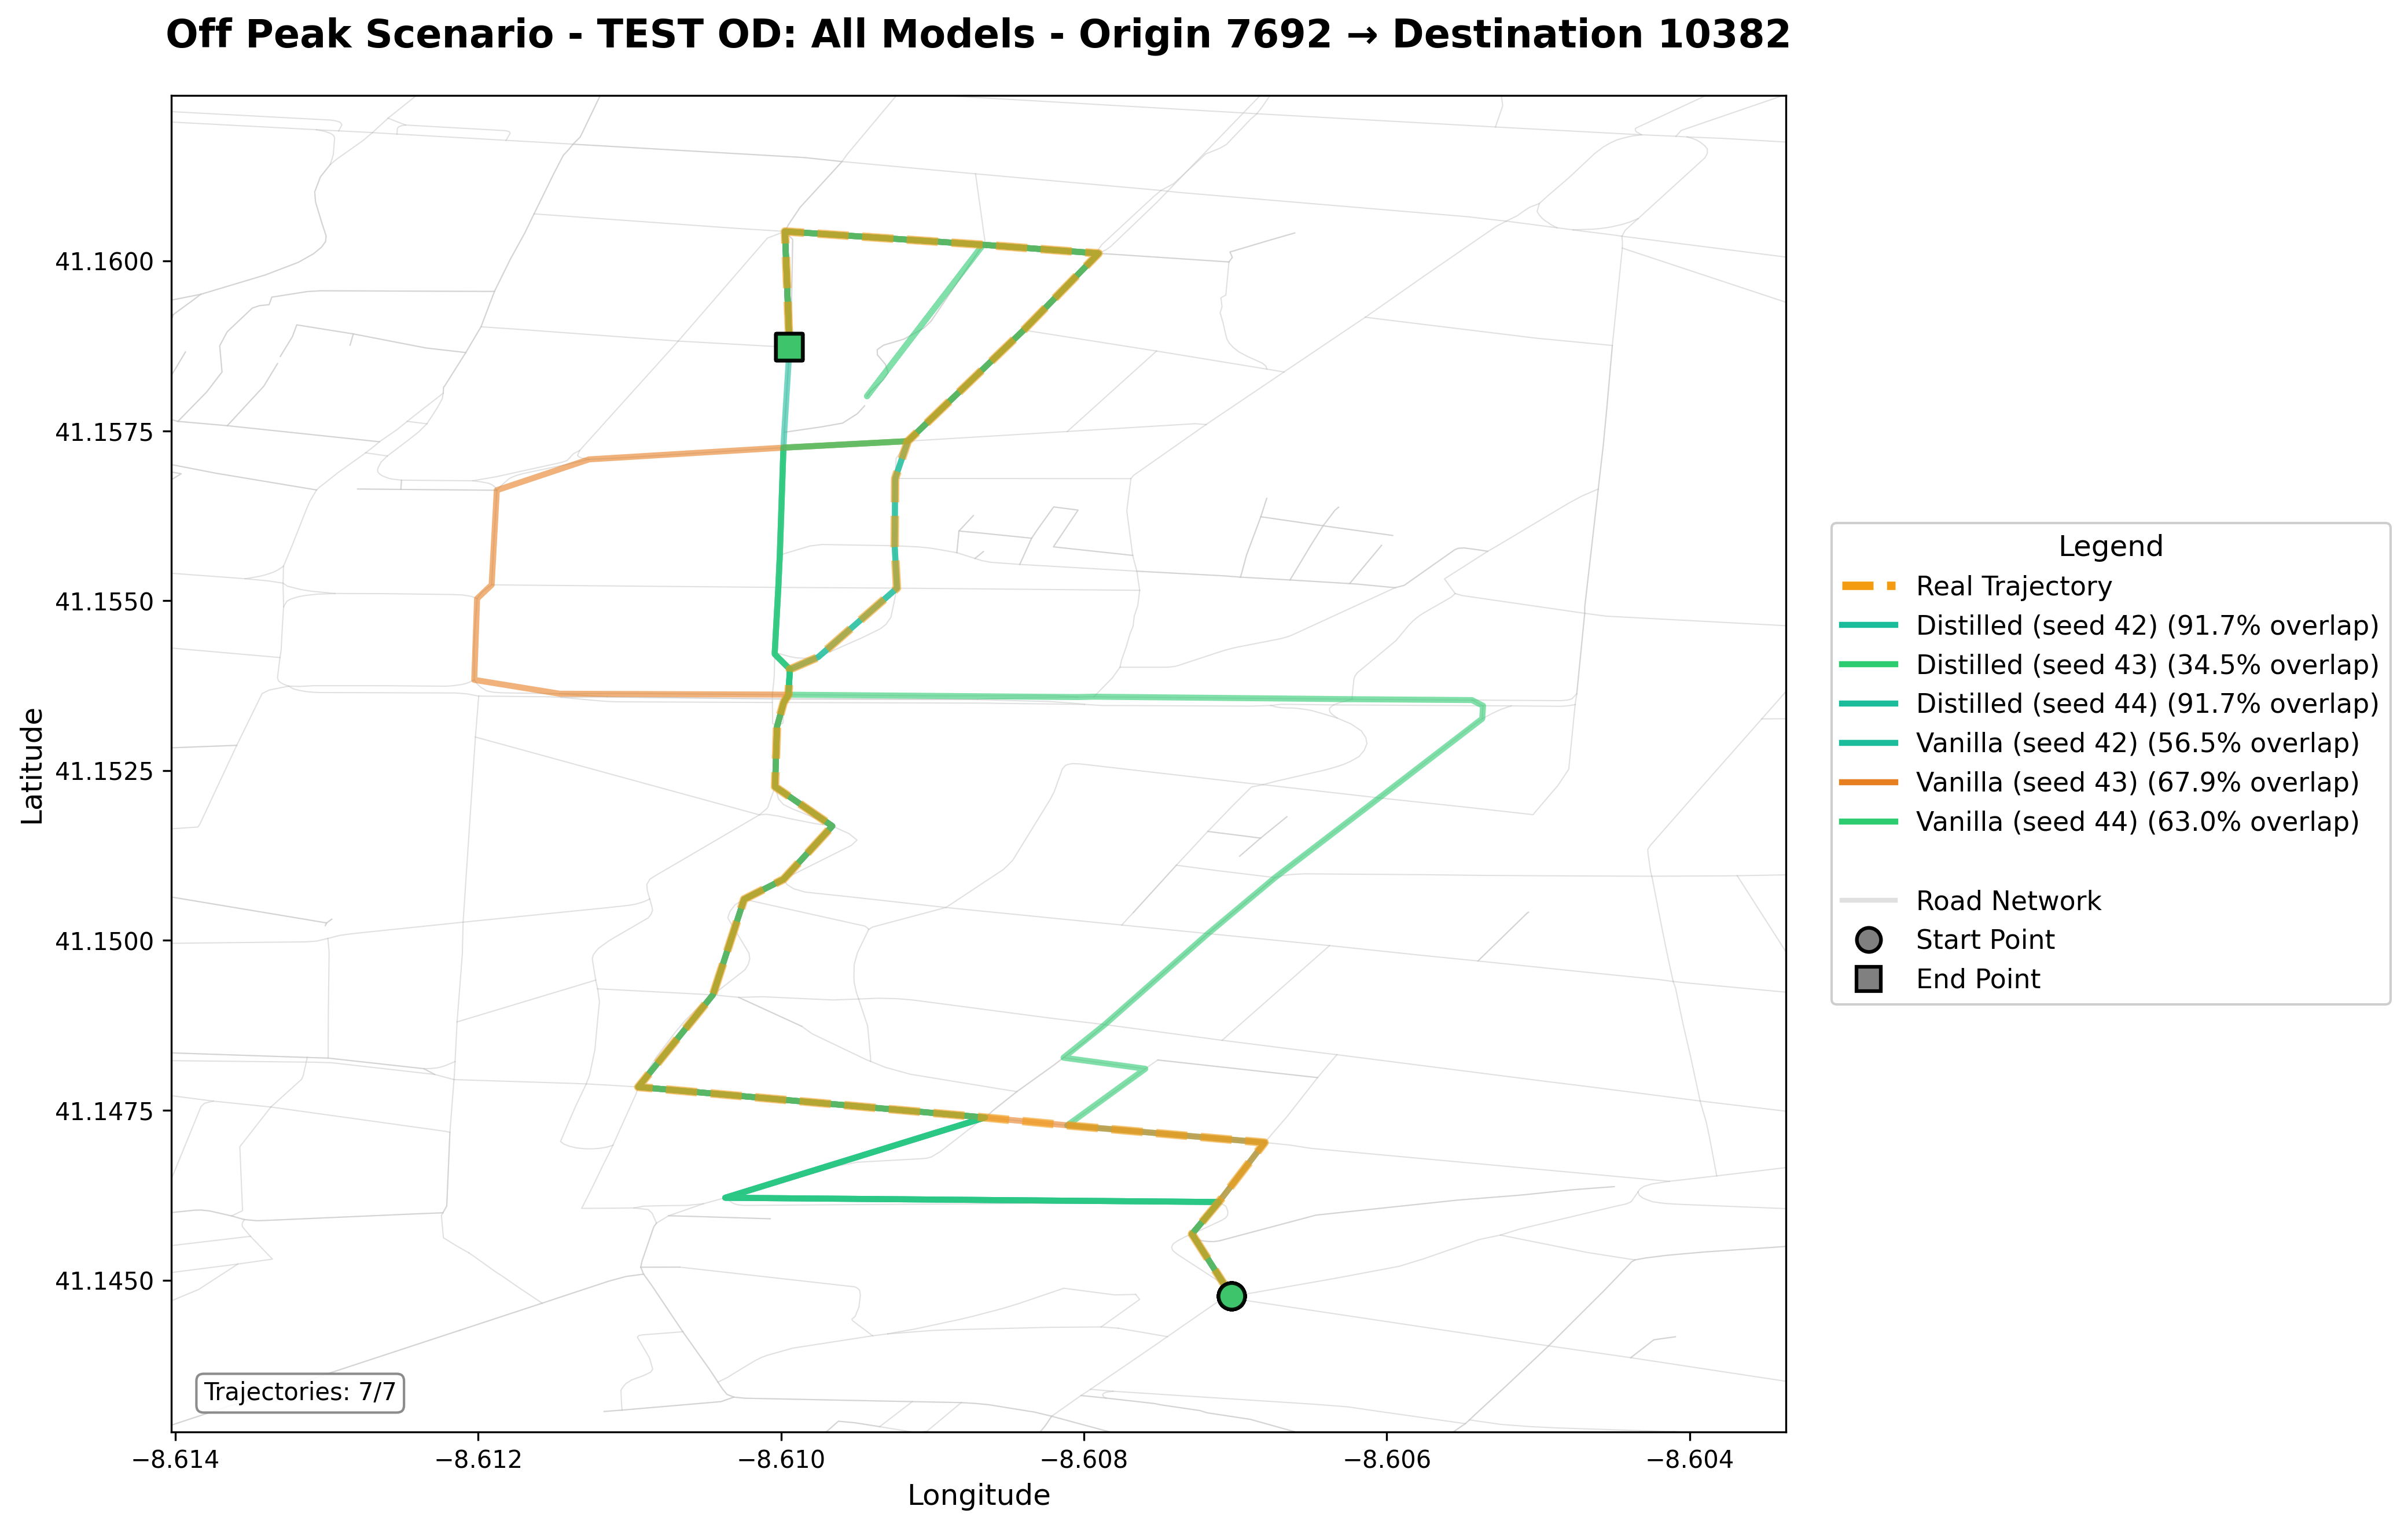 Off Peak Scenario - TEST OD: All Models - Origin 7692 → Destination 10382
41.1600
41.1575
41.1550
41.1525
41.1500
41.1475
41.1450
Latitude
Trajectories: 7/7
−8.614
−8.612
−8.610
−8.608
−8.606
−8.604
Longitude
Legend
Real Trajectory
Distilled (seed 42) (91.7% overlap)
Distilled (seed 43) (34.5% overlap)
Distilled (seed 44) (91.7% overlap)
Vanilla (seed 42) (56.5% overlap)
Vanilla (seed 43) (67.9% overlap)
Vanilla (seed 44) (63.0% overlap)
Road Network
Start Point
End Point